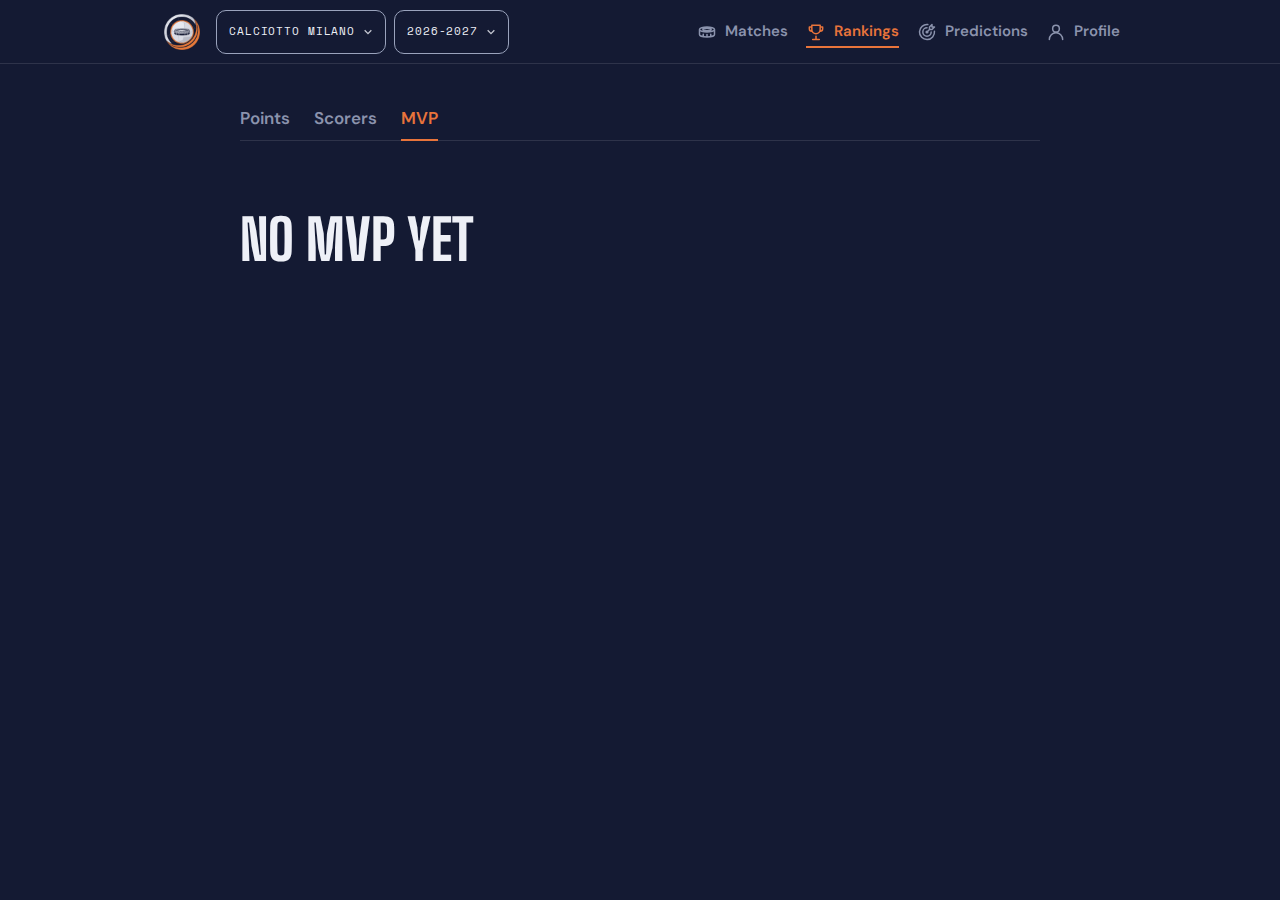 CALCIOTTO MILANO
2026-2027
Matches
Rankings
Predictions
Profile
Points
Scorers
MVP
NO MVP YET